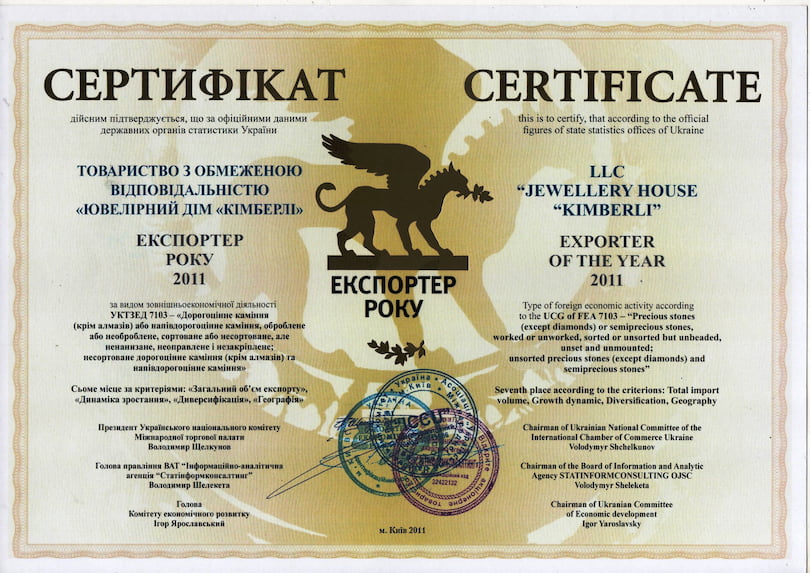 СЕРТИФІКАТ
дійсним підтверджується, що за офіційними даними
державних органів статистики України
ТОВАРИСТВО З ОБМЕЖЕНОЮ
ВІДПОВІДАЛЬНІСТЮ
«ЮВЕЛІРНИЙ ДІМ «КІМБЕРЛІ»
ЕКСПОРТЕР
РОКУ
2011
за видом зовнішньоекономічної діяльності
УКТЗЕД 7103 – «Дорогоцінне каміння
(крім алмазів) або напівдорогоцінне каміння, оброблене
або необроблене, сортоване або несортоване, але
ненанизане, неоправлене і незакріплене;
несортоване дорогоцінне каміння (крім алмазів) та
напівдорогоцінне каміння»
Сьоме місце за критеріями: «Загальний об’єм експорту»,
«Динаміка зростання», «Диверсифікація», «Географія»
Президент Українського національного комітету
Міжнародної торгової палати
Володимир Щелкунов
Голова правління ВАТ “Інформаційно-аналітична
агенція “Статінформконсалтинг”
Володимир Шелекета
Голова
Комітету економічного розвитку
Ігор Ярославський
ЕКСПОРТЕР
РОКУ
Україна
Асоціація
Київ
ICC
Відкрите
акціонерне
32422132
м. Київ 2011
CERTIFICATE
this is to certify, that according to the official
figures of state statistics offices of Ukraine
LLC
“JEWELLERY HOUSE
“KIMBERLI”
EXPORTER
OF THE YEAR
2011
Type of foreign economic activity according
to the UCG of FEA 7103 – “Precious stones
(except diamonds) or semiprecious stones,
worked or unworked, sorted or unsorted but unbeaded,
unset and unmounted;
unsorted precious stones (except diamonds) and
semiprecious stones”
Seventh place according to the criterions: Total import
volume, Growth dynamic, Diversification, Geography
Chairman of Ukrainian National Committee of the
International Chamber of Commerce Ukraine
Volodymyr Shchelkunov
Chairman of the Board of Information and Analytic
Agency STATINFORMCONSULTING OJSC
Volodymyr Sheleketa
Chairman of Ukranian Committee
of Economic development
Igor Yaroslavsky